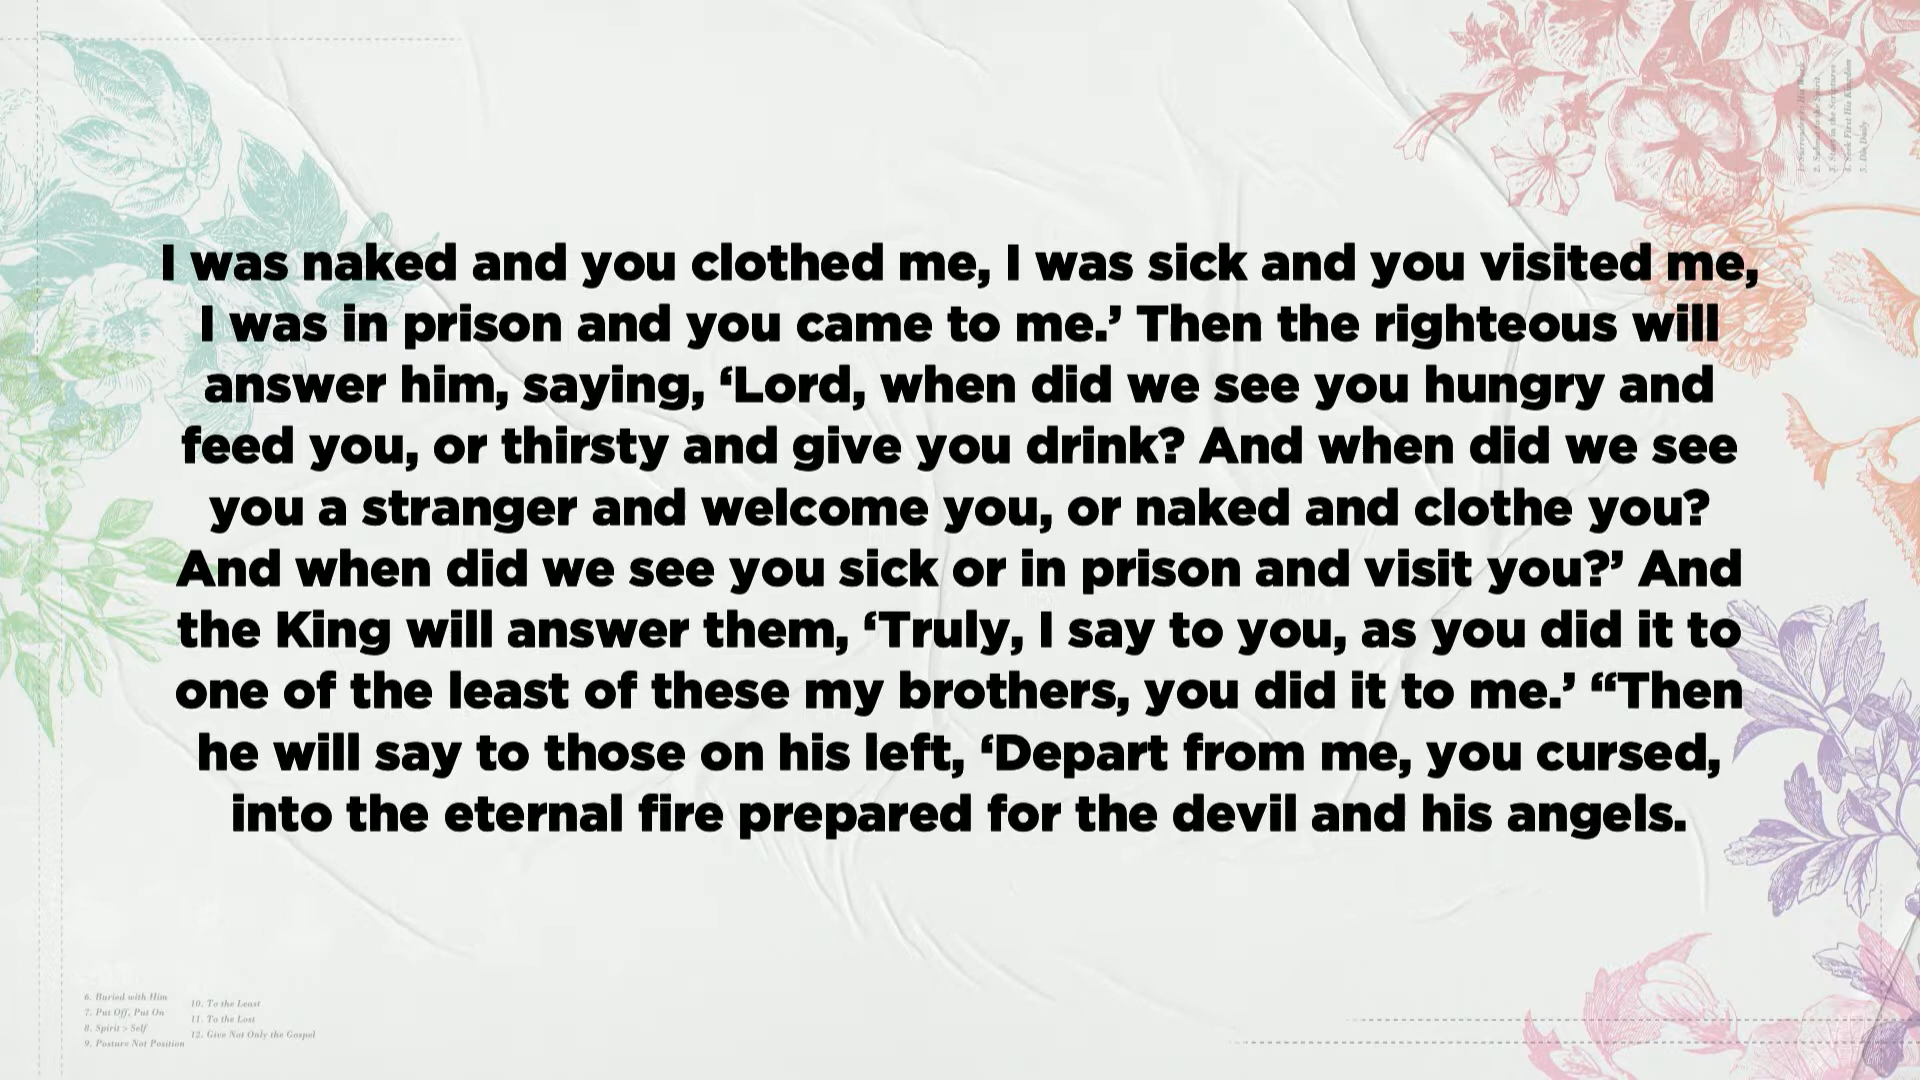 I was naked and you clothed me, I was sick and you visited me,
I was in prison and you came to me.’ Then the righteous will
answer him, saying, ‘Lord, when did we see you hungry and
feed you, or thirsty and give you drink? And when did we see
you a stranger and welcome you, or naked and clothe you?
And when did we see you sick or in prison and visit you?’ And
the King will answer them, ‘Truly, I say to you, as you did it to
one of the least of these my brothers, you did it to me.’ “Then
he will say to those on his left, ‘Depart from me, you cursed,
into the eternal fire prepared for the devil and his angels.
6. Buried with Him
7. Put Off, Put On
8. Spirit > Self
9. Posture Not Position
10. To the Least
11. To the Lost
12. Give Not Only the Gospel